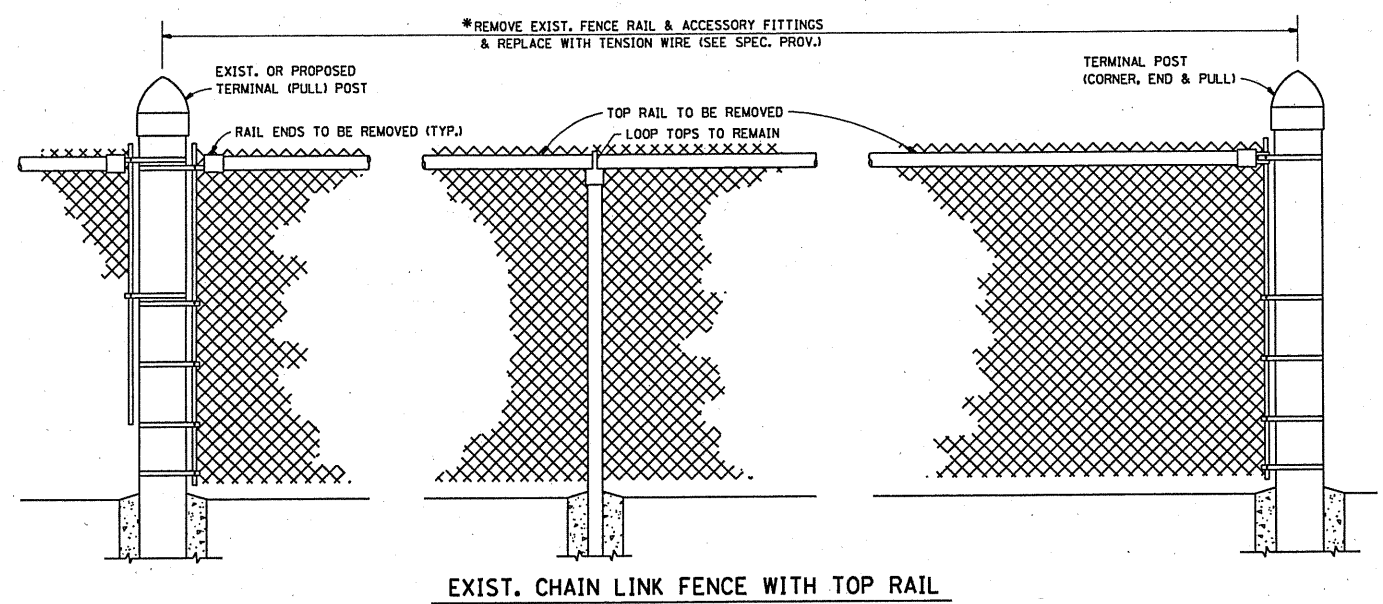 *REMOVE EXIST. FENCE RAIL & ACCESSORY FITTINGS
& REPLACE WITH TENSION WIRE (SEE SPEC. PROV.)
EXIST. OR PROPOSED
TERMINAL (PULL) POST
TERMINAL POST
(CORNER, END & PULL)
TOP RAIL TO BE REMOVED
RAIL ENDS TO BE REMOVED (TYP.)
LOOP TOPS TO REMAIN
EXIST. CHAIN LINK FENCE WITH TOP RAIL